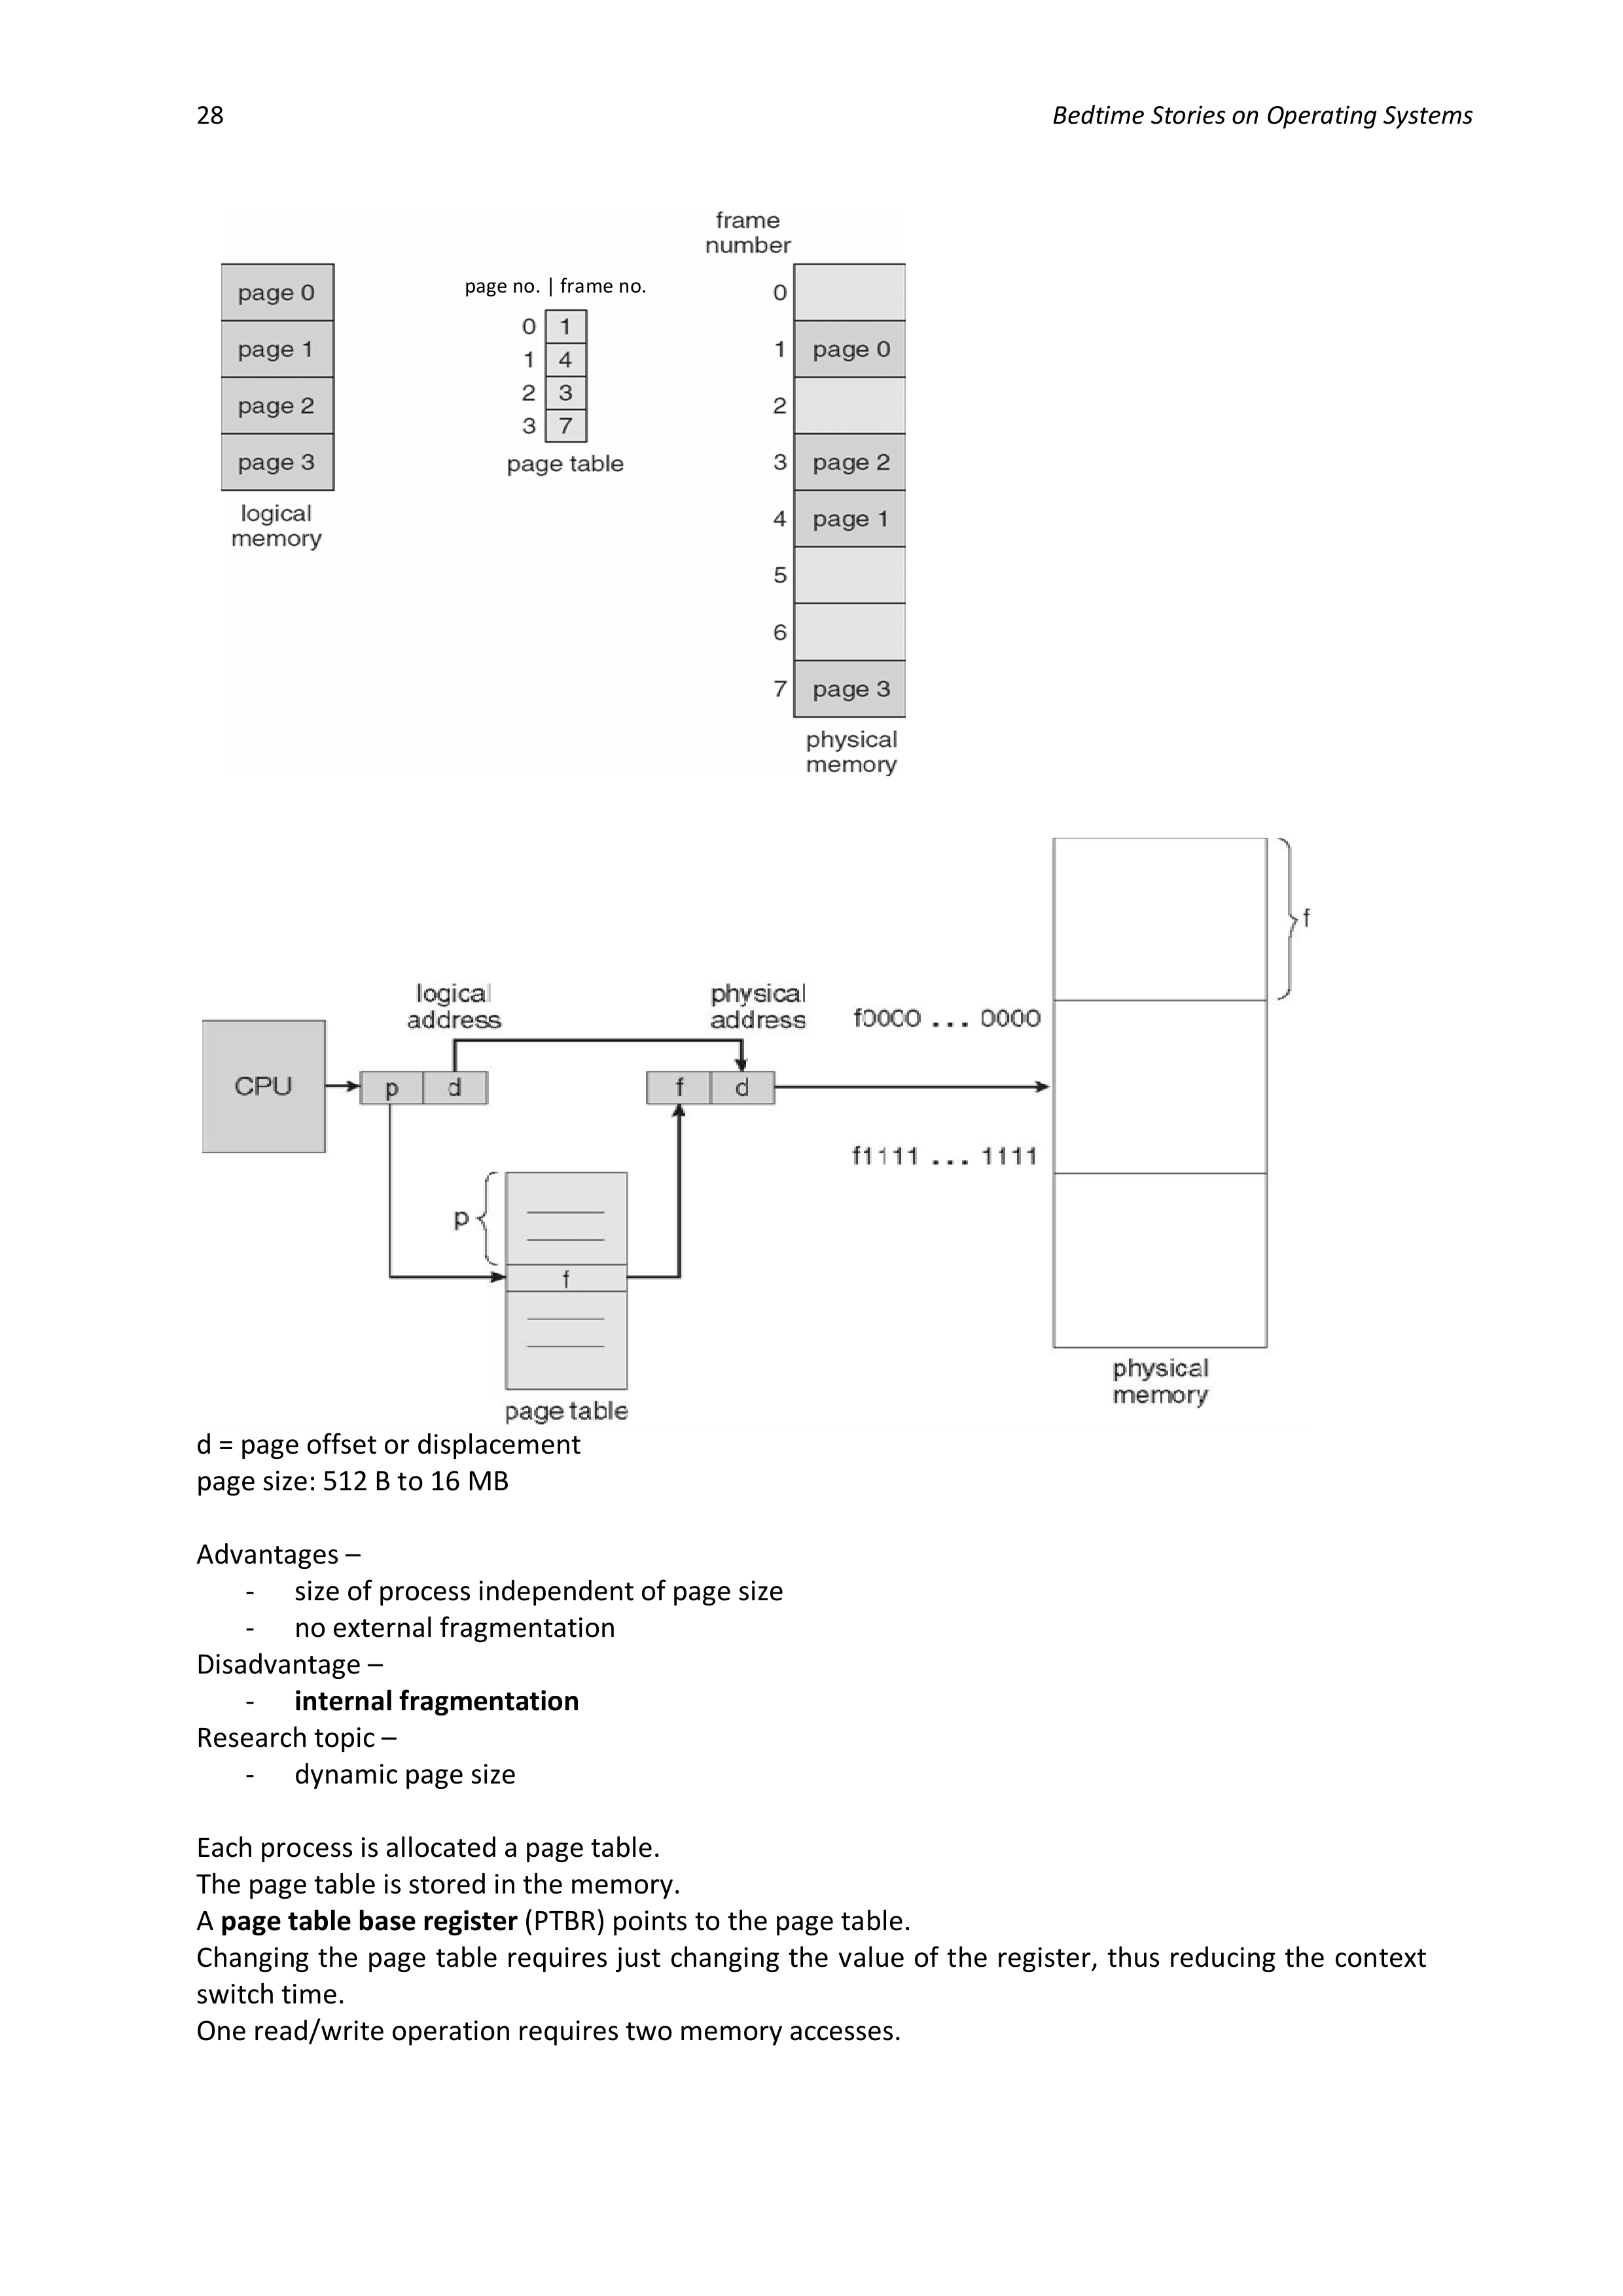 28
Bedtime Stories on Operating Systems
frame
number
page 0
page 1
page 2
page 3
logical
memory
page no. | frame no.
0 1
1 4
2 3
3 7
page table
0
1 page 0
2
3 page 2
4 page 1
5
6
7 page 3
physical
memory
f
logical
address
physical
address
f0000 ... 0000
CPU
p d
f d
f1111 ... 1111
p
f
page table
physical
memory
d = page offset or displacement
page size: 512 B to 16 MB
Advantages –
- size of process independent of page size
- no external fragmentation
Disadvantage –
- internal fragmentation
Research topic –
- dynamic page size
Each process is allocated a page table.
The page table is stored in the memory.
A page table base register (PTBR) points to the page table.
Changing the page table requires just changing the value of the register, thus reducing the context
switch time.
One read/write operation requires two memory accesses.